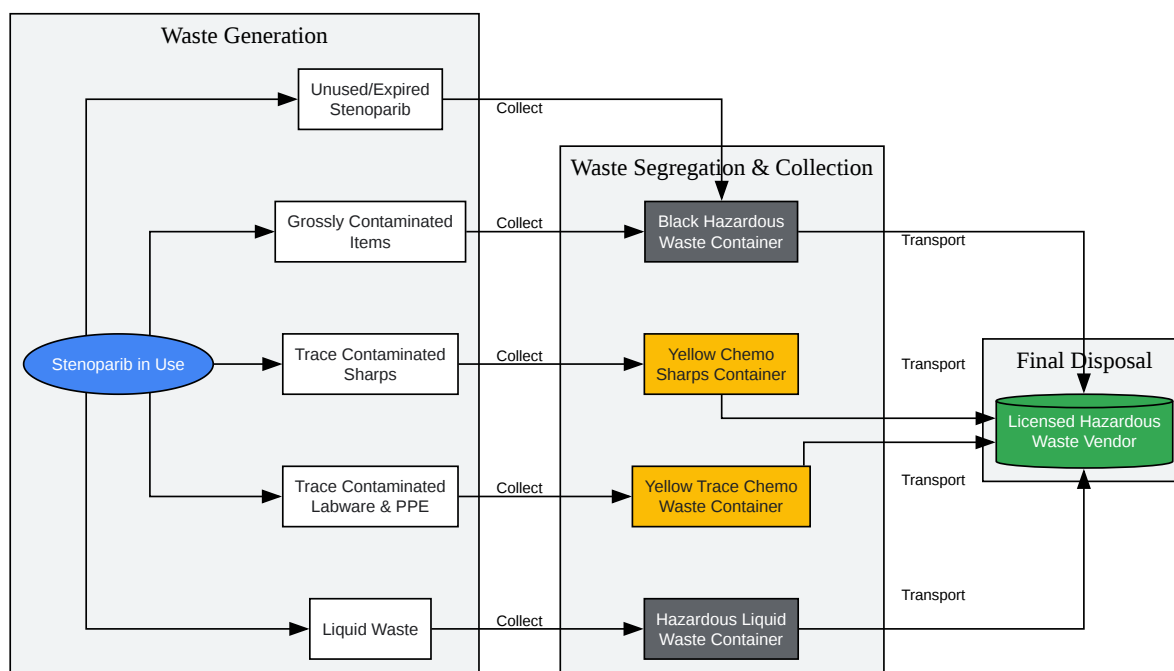 Waste Generation
Unused/Expired
Stenoparib
Collect
Waste Segregation & Collection
Grossly Contaminated
Items
Collect
Black Hazardous
Waste Container
Transport
Stenoparib in Use
Trace Contaminated
Sharps
Collect
Yellow Chemo
Sharps Container
Transport
Final Disposal
Licensed Hazardous
Waste Vendor
Trace Contaminated
Labware & PPE
Collect
Yellow Trace Chemo
Waste Container
Transport
Liquid Waste
Collect
Hazardous Liquid
Waste Container
Transport